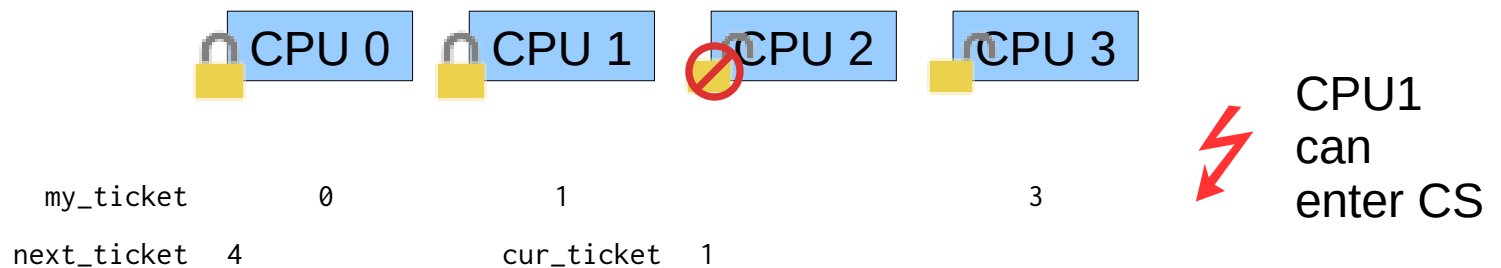 CPU 0 CPU 1 CPU 2 CPU 3
CPU1
can
enter CS
my_ticket 0 1 3
next_ticket 4 cur_ticket 1